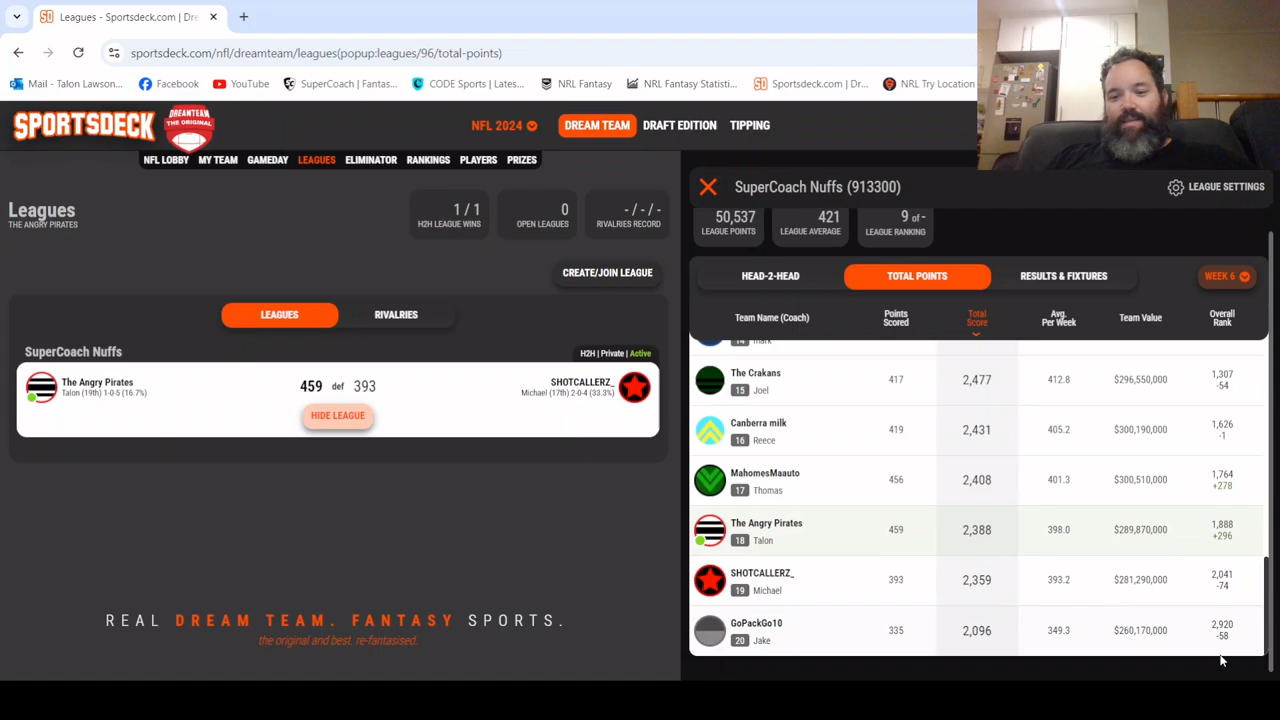 Leagues - Sportsdeck.com | Dre
sportsdeck.com/nfl/dreamteam/leagues(popup:leagues/96/total-points)
Mail - Talon Lawson... Facebook YouTube SuperCoach | Fantas... CODE Sports | Lates... NRL Fantasy NRL Fantasy Statisti... Sportsdeck.com | Dr... NRL Try Location
SPORTSDECK DREAMTEAM THE ORIGINAL NFL 2024 DREAM TEAM DRAFT EDITION TIPPING
NFL LOBBY MY TEAM GAMEDAY LEAGUES ELIMINATOR RANKINGS PLAYERS PRIZES
Leagues
THE ANGRY PIRATES
1 / 1
H2H LEAGUE WINS
0
OPEN LEAGUES
- / - / -
RIVALRIES RECORD
CREATE/JOIN LEAGUE
LEAGUES RIVALRIES
SuperCoach Nuffs H2H | Private | Active
The Angry Pirates
Talon (19th) 1-0-5 (16.7%)
459 def 393
SHOTCALLERZ_
Michael (17th) 2-0-4 (33.3%)
HIDE LEAGUE
REAL DREAM TEAM. FANTASY SPORTS.
the original and best. re-fantasised.
SuperCoach Nuffs (913300) LEAGUE SETTINGS
50,537
LEAGUE POINTS
421
LEAGUE AVERAGE
9 of-
LEAGUE RANKING
HEAD-2-HEAD TOTAL POINTS RESULTS & FIXTURES WEEK 6
Team Name (Coach) Points Scored Total Score Avg. Per Week Team Value Overall Rank
14 mark
The Crakans
15 Joel
417 2,477 412.8 $296,550,000 1,307
-54
Canberra milk
16 Reece
419 2,431 405.2 $300,190,000 1,626
-1
MahomesMaauto
17 Thomas
456 2,408 401.3 $300,510,000 1,764
+278
The Angry Pirates
18 Talon
459 2,388 398.0 $289,870,000 1,888
+296
SHOTCALLERZ_
19 Michael
393 2,359 393.2 $281,290,000 2,041
-74
GoPackGo10
20 Jake
335 2,096 349.3 $260,170,000 2,920
-58